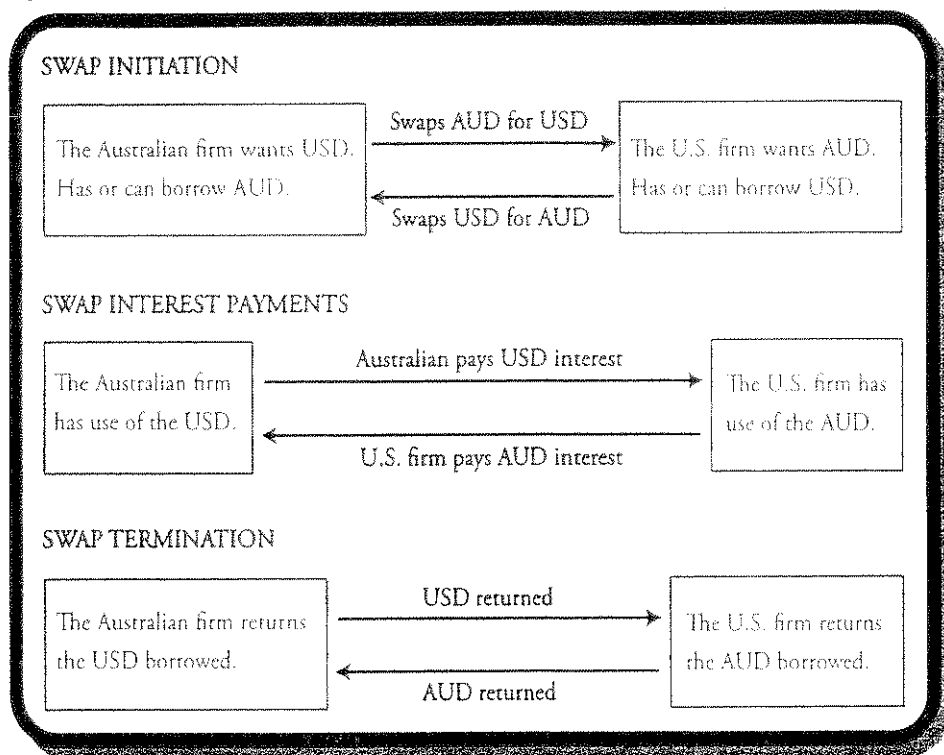 SWAP INITIATION
Swaps AUD for USD
The Australian firm wants USD.
Has or can borrow AUD.
The U.S. firm wants AUD.
Has or can borrow USD.
Swaps USD for AUD
SWAP INTEREST PAYMENTS
Australian pays USD interest
The Australian firm
has use of the USD.
The U.S. firm has
use of the AUD.
U.S. firm pays AUD interest
SWAP TERMINATION
USD returned
The Australian firm returns
the USD borrowed.
The U.S. firm returns
the AUD borrowed.
AUD returned